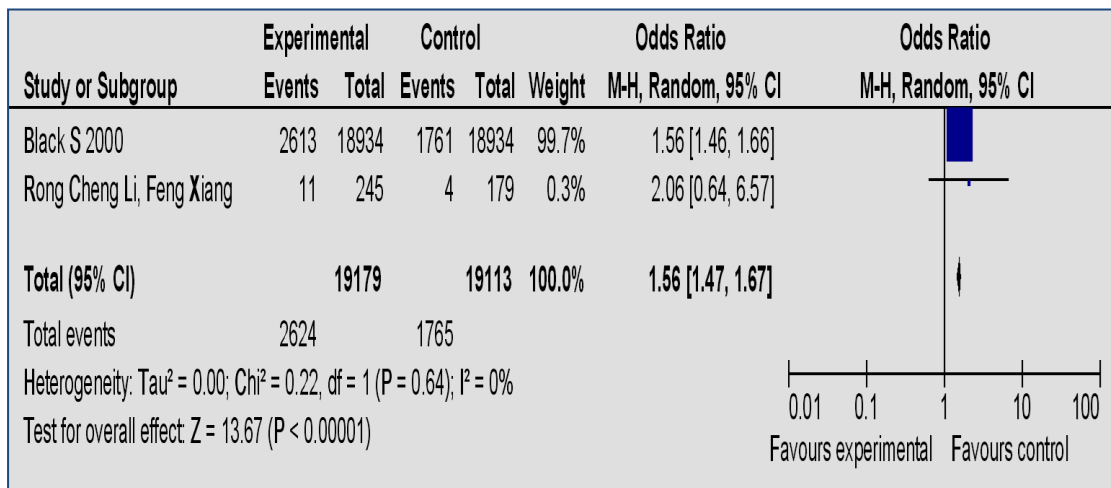 Experimental Control Odds Ratio Odds Ratio
Study or Subgroup Events Total Events Total Weight M-H, Random, 95% CI M-H, Random, 95% CI
Black S 2000 2613 18934 1761 18934 99.7% 1.56 [1.46, 1.66]
Rong Cheng Li, Feng Xiang 11 245 4 179 0.3% 2.06 [0.64, 6.57]
Total (95% CI) 19179 19113 100.0% 1.56 [1.47, 1.67]
Total events 2624 1765
Heterogeneity: Tau² = 0.00; Chi² = 0.22, df = 1 (P = 0.64); I² = 0%
Test for overall effect: Z = 13.67 (P < 0.00001)
0.01 0.1 1 10 100
Favours experimental Favours control